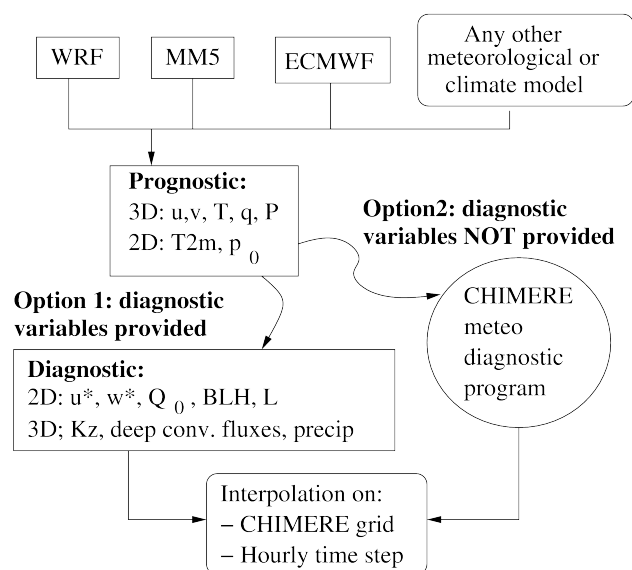 WRF
MM5
ECMWF
Any other
meteorological or
climate model
Prognostic:
3D: u,v, T, q, P
2D: T2m, p 0
Option2: diagnostic
variables NOT provided
Option 1: diagnostic
variables provided
CHIMERE
meteo
diagnostic
program
Diagnostic:
2D: u*, w*, Q 0 , BLH, L
3D; Kz, deep conv. fluxes, precip
Interpolation on:
− CHIMERE grid
− Hourly time step